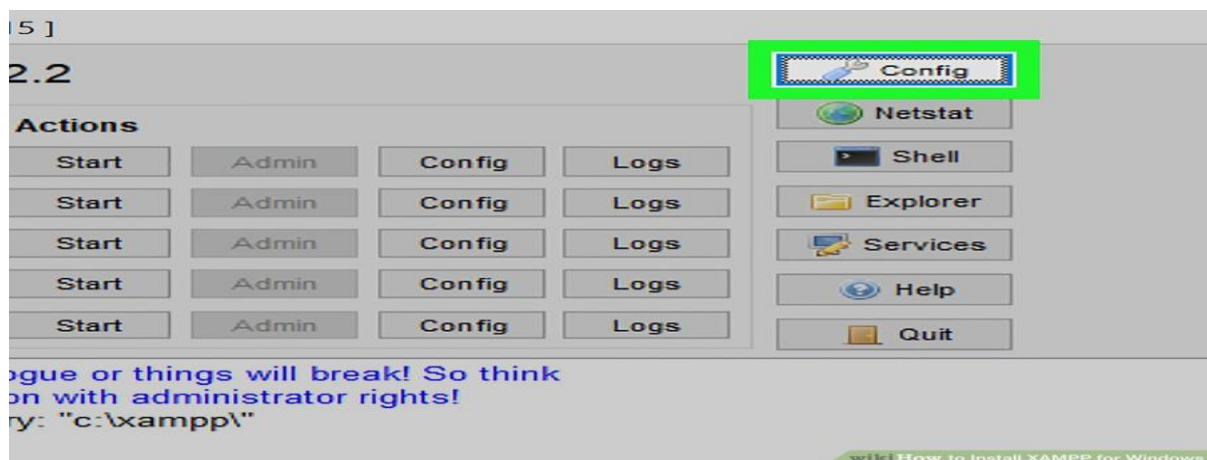 15 ]
2.2
Config
Netstat
Actions
Start Admin Config Logs
Shell
Start Admin Config Logs
Explorer
Start Admin Config Logs
Services
Start Admin Config Logs
Help
Start Admin Config Logs
Quit
ogue or things will break! So think
on with administrator rights!
ry: "c:\xampp\"
wikiHow to Install XAMPP for Windows